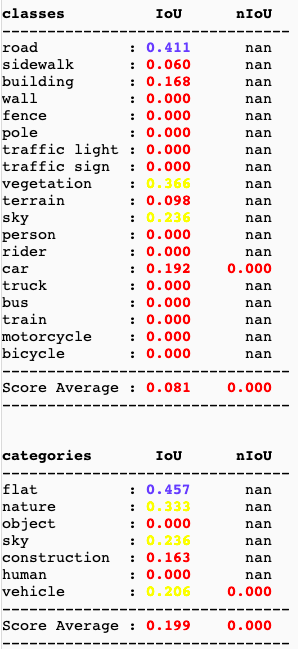 classes IoU nIoU
--------------------------------
road : 0.411 nan
sidewalk : 0.060 nan
building : 0.168 nan
wall : 0.000 nan
fence : 0.000 nan
pole : 0.000 nan
traffic light : 0.000 nan
traffic sign : 0.000 nan
vegetation : 0.366 nan
terrain : 0.098 nan
sky : 0.236 nan
person : 0.000 nan
rider : 0.000 nan
car : 0.192 0.000
truck : 0.000 nan
bus : 0.000 nan
train : 0.000 nan
motorcycle : 0.000 nan
bicycle : 0.000 nan
--------------------------------
Score Average : 0.081 0.000
--------------------------------
categories IoU nIoU
--------------------------------
flat : 0.457 nan
nature : 0.333 nan
object : 0.000 nan
sky : 0.236 nan
construction : 0.163 nan
human : 0.000 nan
vehicle : 0.206 0.000
--------------------------------
Score Average : 0.199 0.000
--------------------------------